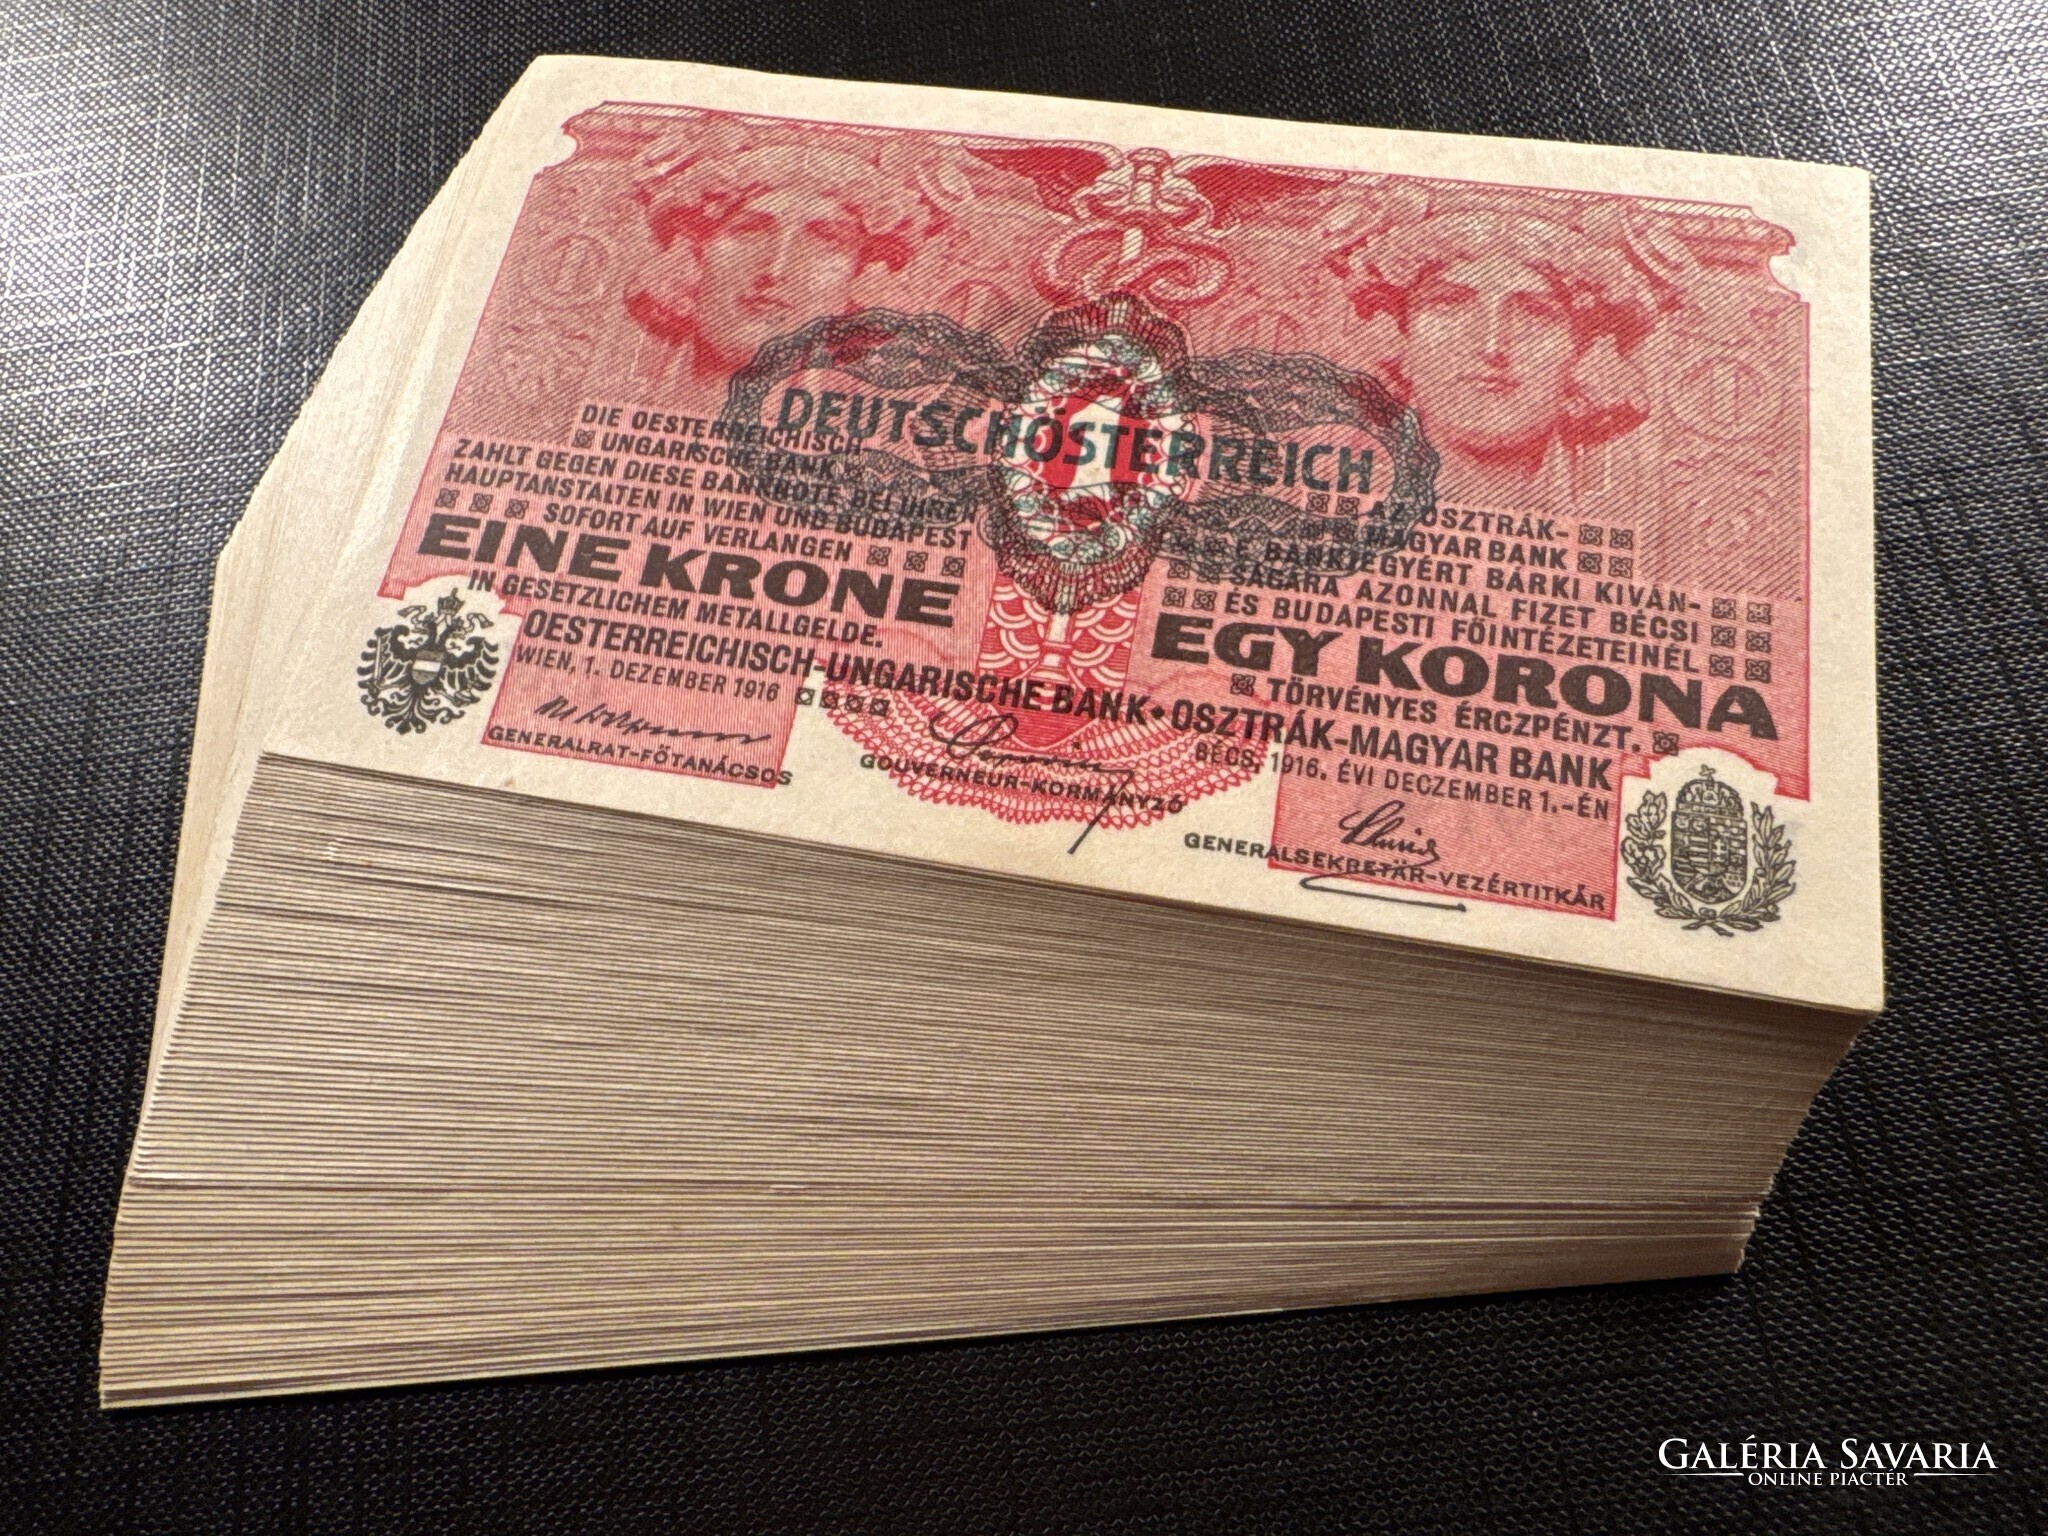 DEUTSCHÖSTERREICH
1
DIE OESTERREICHISCH
UNGARISCHE BANK
ZAHLT GEGEN DIESE BANKNOTE BEI IHREN
HAUPTANSTALTEN IN WIEN UND BUDAPEST
SOFORT AUF VERLANGEN
EINE KRONE
IN GESETZLICHEM METALLGELDE.
AZ OSZTRÁK-
MAGYAR BANK
E BANKJEGYÉRT BÁRKI KIVÁN-
SÁGÁRA AZONNAL FIZET BÉCSI
ÉS BUDAPESTI FŐINTÉZETEINÉL
EGY KORONA
TÖRVÉNYES ÉRCZPÉNZT.
OESTERREICHISCH-UNGARISCHE BANK • OSZTRÁK-MAGYAR BANK
WIEN, 1. DEZEMBER 1916
BÉCS, 1916. ÉVI DECZEMBER 1.-ÉN
GENERALRAT-FŐTANÁCSOS
GOUVERNEUR-KORMÁNYZÓ
GENERALSEKRETÄR-VEZÉRTITKÁR
GALÉRIA SAVARIA
ONLINE PIACTÉR